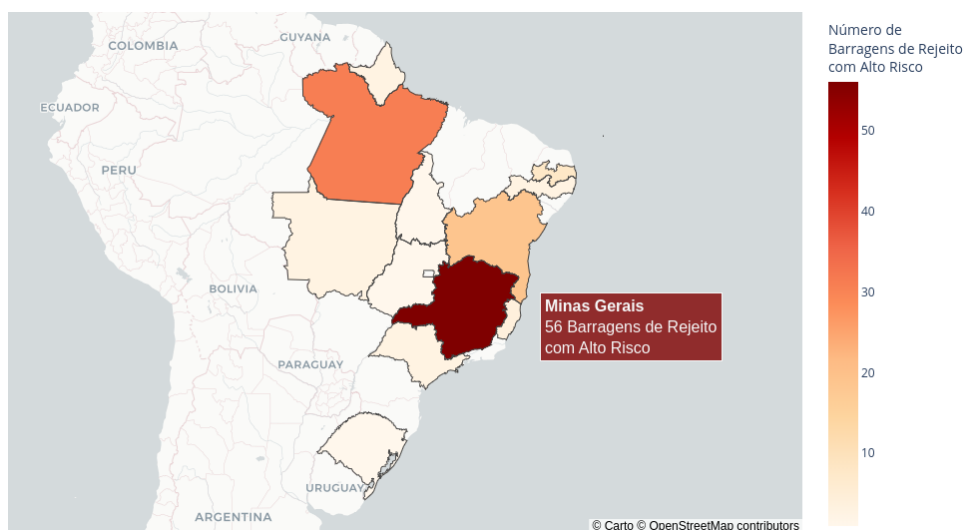 COLOMBIA
GUYANA
ECUADOR
PERU
BOLIVIA
PARAGUAY
URUGUAY
ARGENTINA
Minas Gerais
56 Barragens de Rejeito
com Alto Risco
© Carto © OpenStreetMap contributors
Número de
Barragens de Rejeito
com Alto Risco
50
40
30
20
10